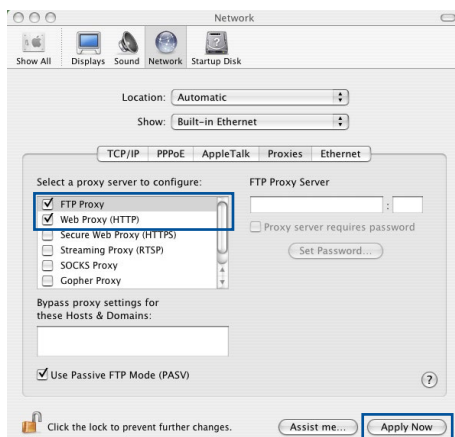 Network
Show All Displays Sound Network Startup Disk
Location: Automatic
Show: Built-in Ethernet
TCP/IP PPPoE AppleTalk Proxies Ethernet
Select a proxy server to configure:
FTP Proxy
Web Proxy (HTTP)
Secure Web Proxy (HTTPS)
Streaming Proxy (RTSP)
SOCKS Proxy
Gopher Proxy
FTP Proxy Server
:
Proxy server requires password
Set Password...
Bypass proxy settings for
these Hosts & Domains:
Use Passive FTP Mode (PASV)
?
Click the lock to prevent further changes.
Assist me... Apply Now